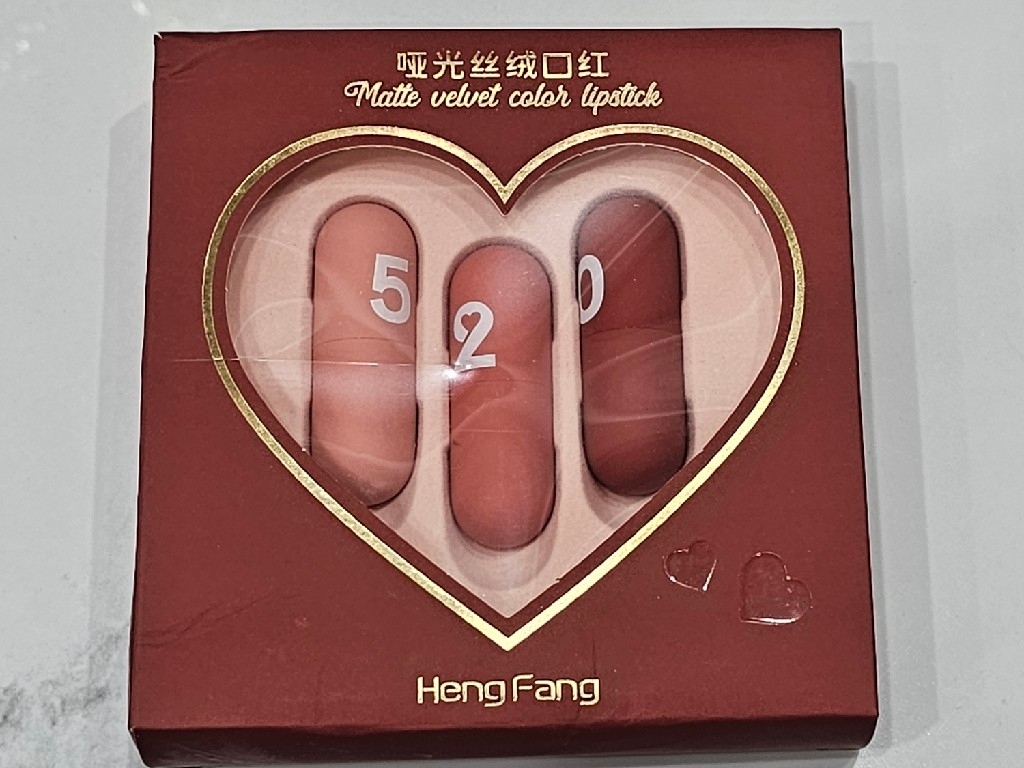 哑光丝绒口红
Matte velvet color lipstick
5 2 0
Heng Fang